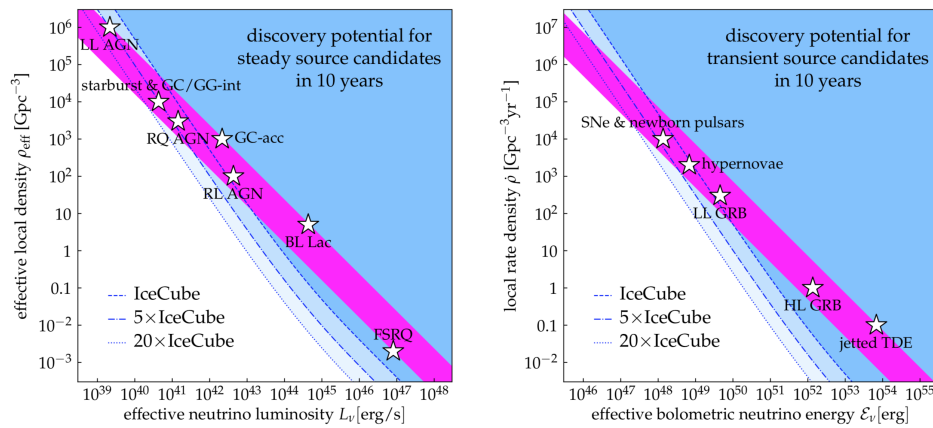 discovery potential for
steady source candidates
in 10 years
LL AGN
starburst & GC/GG-int
RQ AGN
GC-acc
RL AGN
BL Lac
FSRQ
IceCube
5×IceCube
20×IceCube
effective local density ρeff [Gpc⁻³]
10⁶
10⁵
10⁴
10³
10²
10
1
0.1
10⁻²
10⁻³
10³⁹ 10⁴⁰ 10⁴¹ 10⁴² 10⁴³ 10⁴⁴ 10⁴⁵ 10⁴⁶ 10⁴⁷ 10⁴⁸
effective neutrino luminosity Lν [erg/s]
discovery potential for
transient source candidates
in 10 years
SNe & newborn pulsars
hypernovae
LL GRB
HL GRB
jetted TDE
IceCube
5×IceCube
20×IceCube
local rate density ρ̇ [Gpc⁻³yr⁻¹]
10⁷
10⁶
10⁵
10⁴
10³
10²
10
1
0.1
10⁻²
10⁴⁶ 10⁴⁷ 10⁴⁸ 10⁴⁹ 10⁵⁰ 10⁵¹ 10⁵² 10⁵³ 10⁵⁴ 10⁵⁵
effective bolometric neutrino energy ℰν [erg]